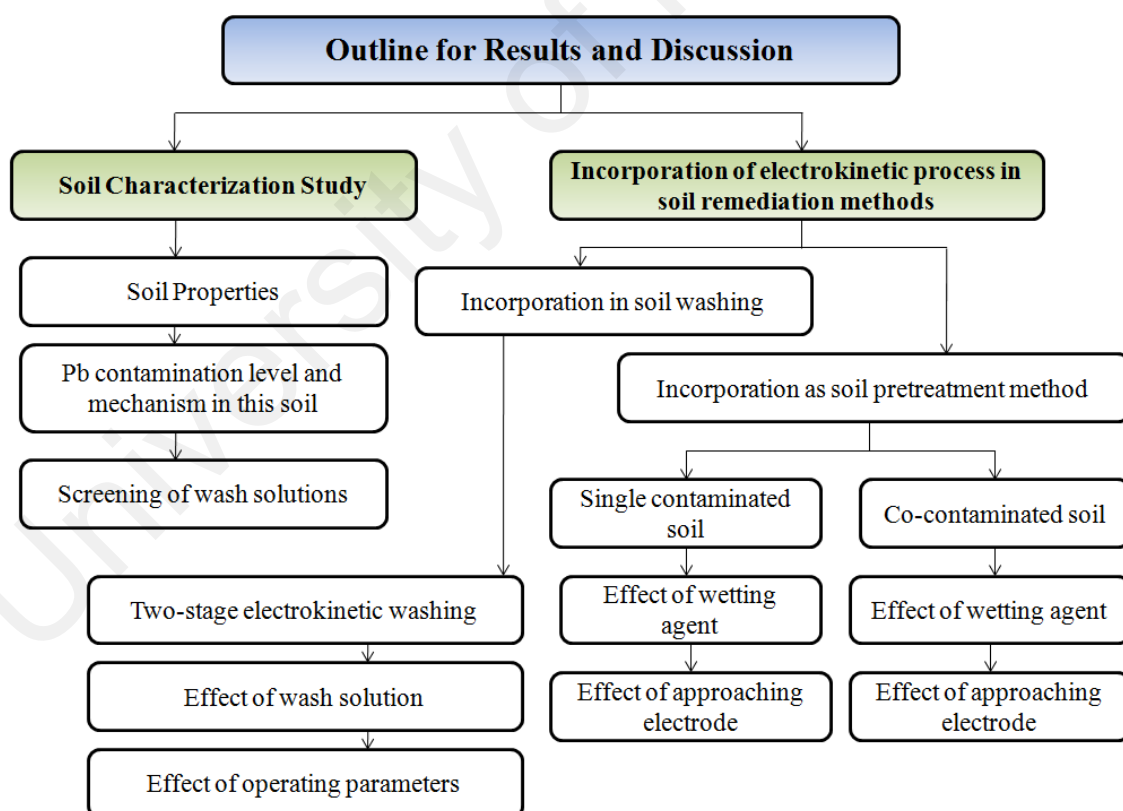 Outline for Results and Discussion
Soil Characterization Study
Incorporation of electrokinetic process in
soil remediation methods
Soil Properties
Incorporation in soil washing
Pb contamination level and
mechanism in this soil
Incorporation as soil pretreatment method
Screening of wash solutions
Single contaminated
soil
Co-contaminated soil
Two-stage electrokinetic washing
Effect of wetting
agent
Effect of wetting agent
Effect of wash solution
Effect of approaching
electrode
Effect of approaching
electrode
Effect of operating parameters
University of